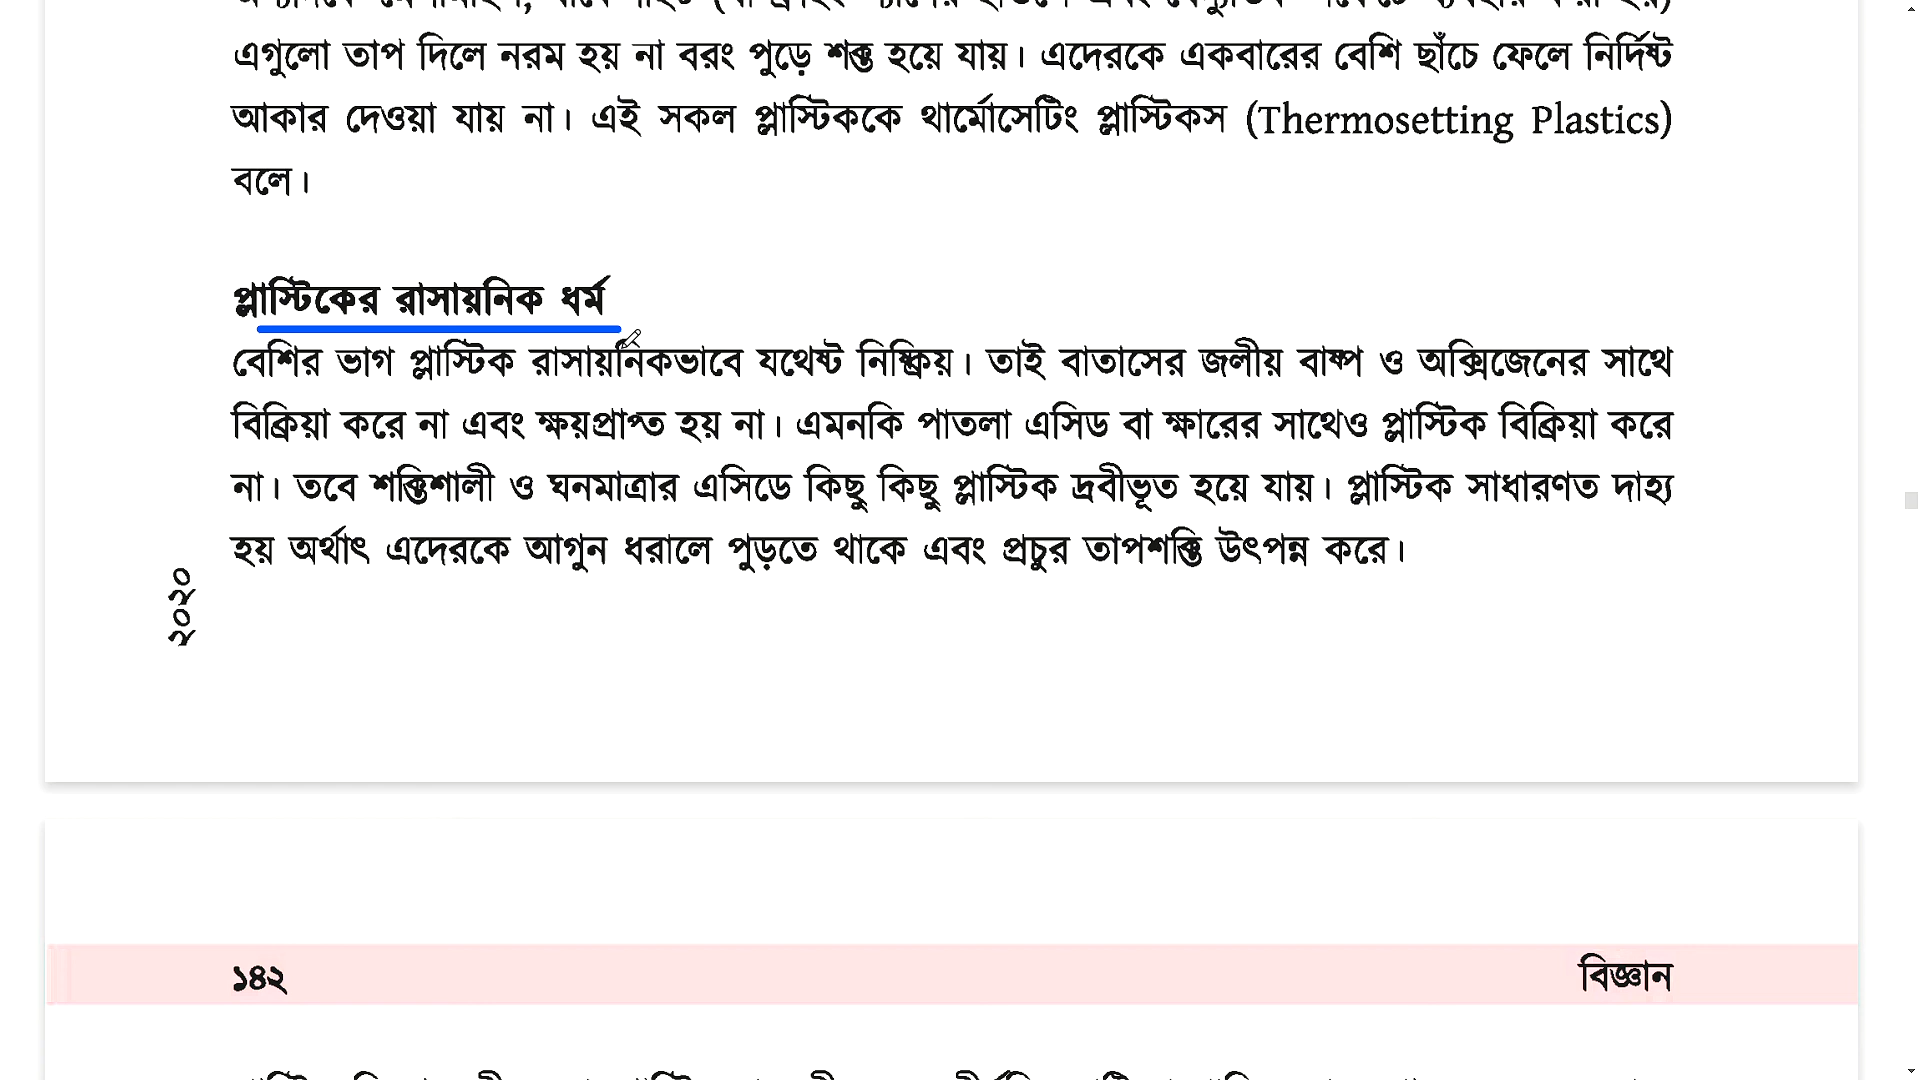 এগুলো তাপ দিলে নরম হয় না বরং পুড়ে শক্ত হয়ে যায়। এদেরকে একবারের বেশি ছাঁচে ফেলে নির্দিষ্ট
আকার দেওয়া যায় না। এই সকল প্লাস্টিককে থার্মোসেটিং প্লাস্টিকস (Thermosetting Plastics)
বলে।
প্লাস্টিকের রাসায়নিক ধর্ম
বেশির ভাগ প্লাস্টিক রাসায়নিকভাবে যথেষ্ট নিষ্ক্রিয়। তাই বাতাসের জলীয় বাষ্প ও অক্সিজেনের সাথে
বিক্রিয়া করে না এবং ক্ষয়প্রাপ্ত হয় না। এমনকি পাতলা এসিড বা ক্ষারের সাথেও প্লাস্টিক বিক্রিয়া করে
না। তবে শক্তিশালী ও ঘনমাত্রার এসিডে কিছু কিছু প্লাস্টিক দ্রবীভূত হয়ে যায়। প্লাস্টিক সাধারণত দাহ্য
হয় অর্থাৎ এদেরকে আগুন ধরালে পুড়তে থাকে এবং প্রচুর তাপশক্তি উৎপন্ন করে।
২০২০
১৪২ বিজ্ঞান